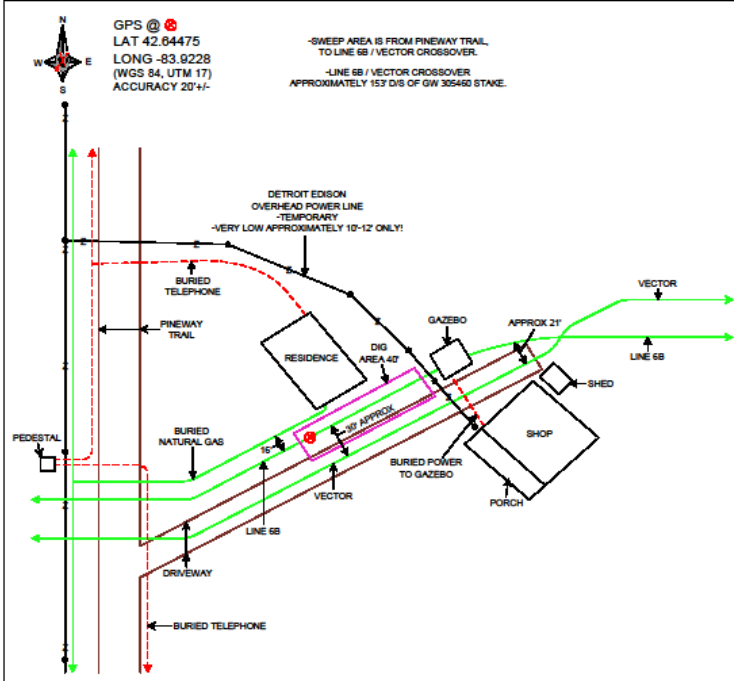 N
W E
S
GPS @
LAT 42.64475
LONG -83.9228
(WGS 84, UTM 17)
ACCURACY 20'+/-
-SWEEP AREA IS FROM PINEWAY TRAIL,
TO LINE 6B / VECTOR CROSSOVER.
-LINE 6B / VECTOR CROSSOVER
APPROXIMATELY 153' D/S OF GW 305460 STAKE.
DETROIT EDISON
OVERHEAD POWER LINE
-TEMPORARY
-VERY LOW APPROXIMATELY 10'-12' ONLY!
BURIED
TELEPHONE
VECTOR
GAZEBO
APPROX 21'
PINEWAY
TRAIL
RESIDENCE
DIG
AREA 40'
LINE 6B
SHED
30' APPROX
BURIED
NATURAL GAS
PEDESTAL
16'
SHOP
BURIED POWER
TO GAZEBO
VECTOR
PORCH
LINE 6B
DRIVEWAY
BURIED TELEPHONE